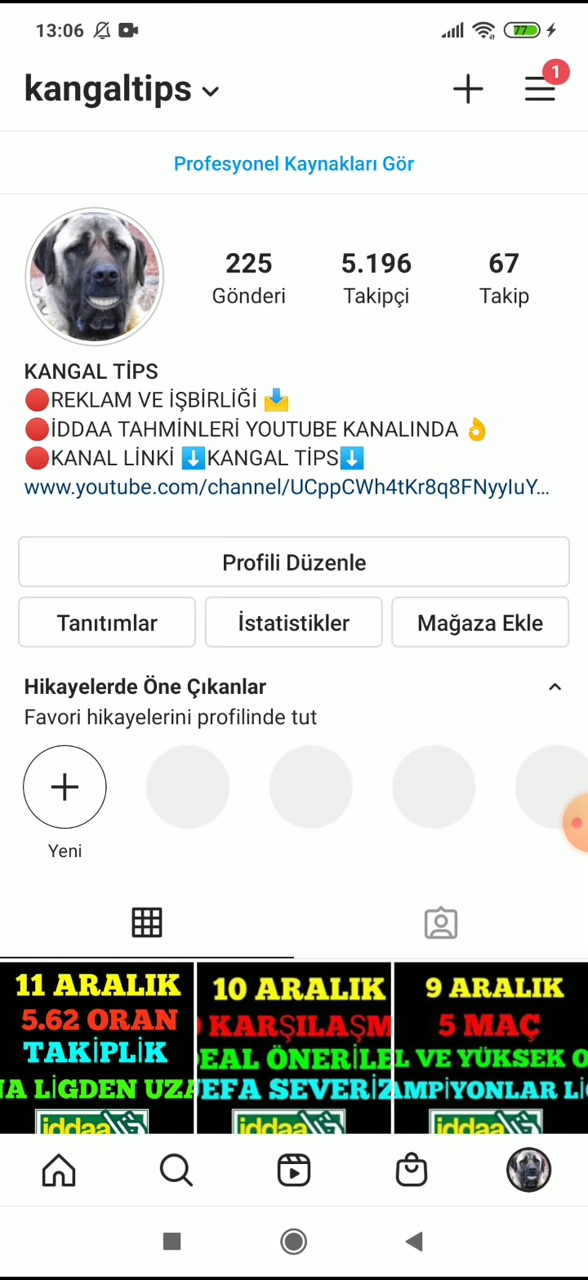 13:06
77
kangaltips
1
Profesyonel Kaynakları Gör
225
5.196
67
Gönderi
Takipçi
Takip
KANGAL TİPS
🔴REKLAM VE İŞBİRLİĞİ 📩
🔴İDDAA TAHMİNLERİ YOUTUBE KANALINDA 👌
🔴KANAL LİNKİ ⬇️KANGAL TİPS⬇️
www.youtube.com/channel/UCppCWh4tKr8q8FNyyIuY...
Profili Düzenle
Tanıtımlar
İstatistikler
Mağaza Ekle
Hikayelerde Öne Çıkanlar
Favori hikayelerini profilinde tut
Yeni
11 ARALIK
5.62 ORAN
TAKİPLİK
A LİGDEN UZA
iddaa
10 ARALIK
KARŞILAŞM
EAL ÖNERİLE
EFA SEVERİZ
iddaa
9 ARALIK
5 MAÇ
L VE YÜKSEK O
AMPİYONLAR Lİ
iddaa